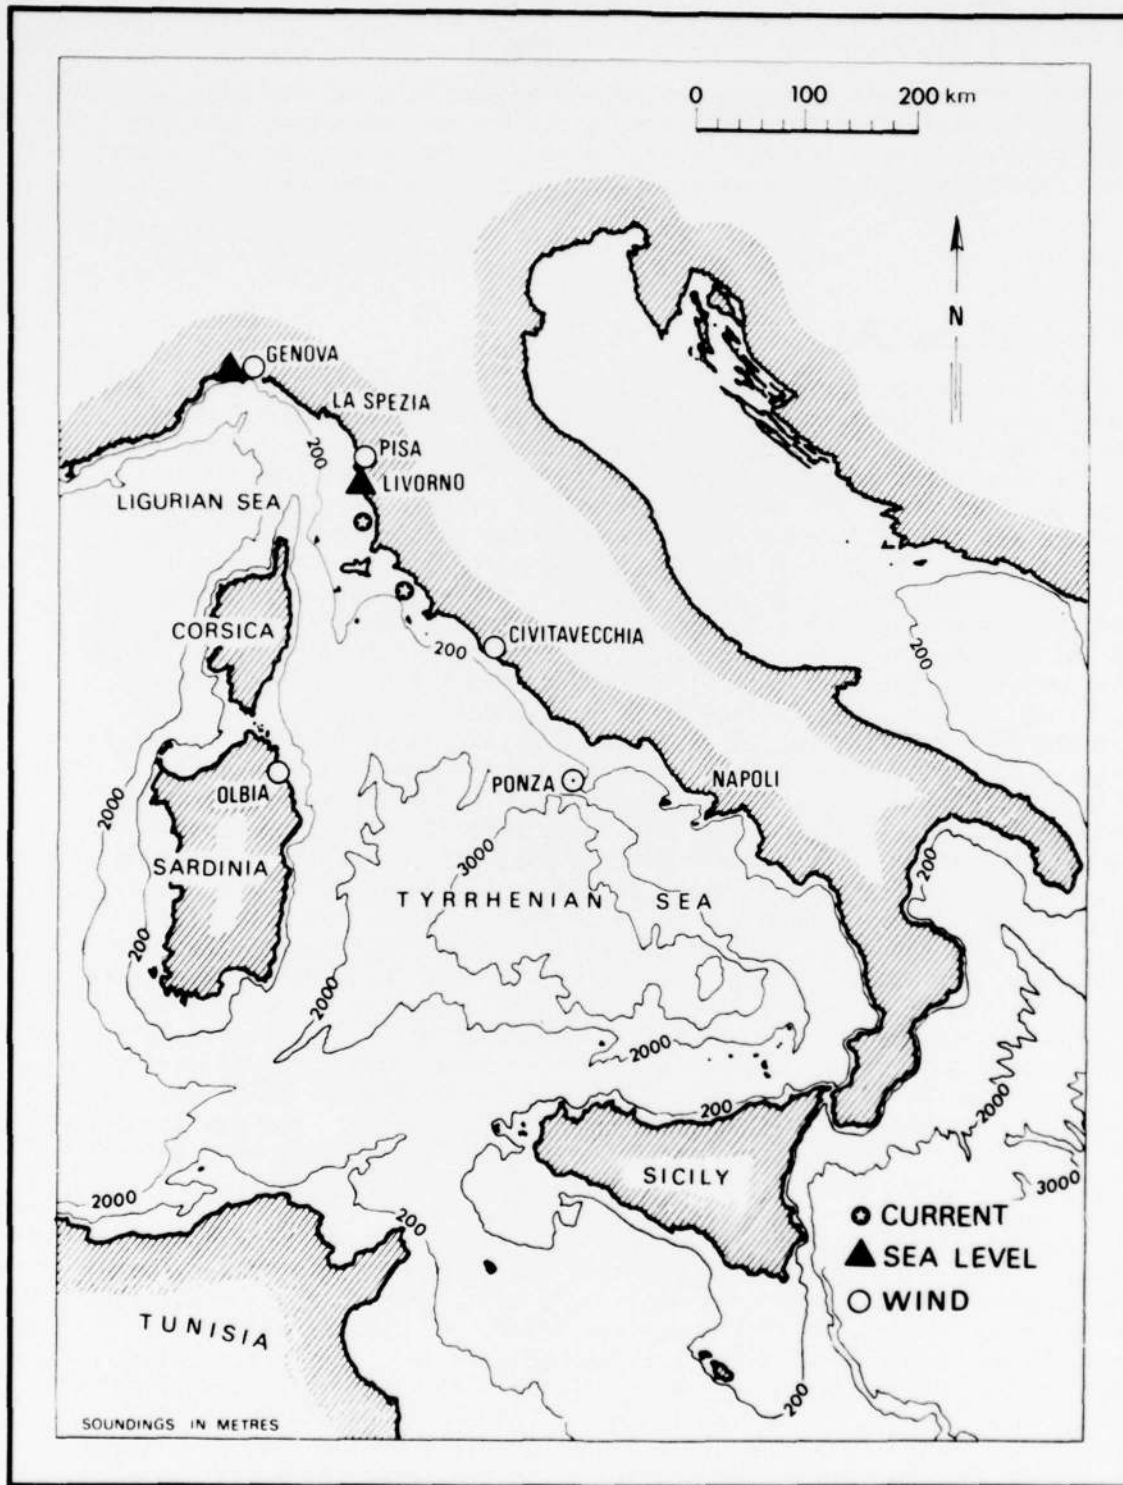 0 100 200 km
N
GENOVA
LA SPEZIA
PISA
200
LIVORNO
LIGURIAN SEA
CORSICA
CIVITAVECCHIA
200
200
PONZA
NAPOLI
OLBIA
2000
3000
200
SARDINIA
TYRRHENIAN SEA
200
2000
2000
2000
200
SICILY
3000
2000
200
CURRENT
SEA LEVEL
WIND
TUNISIA
200
SOUNDINGS IN METRES